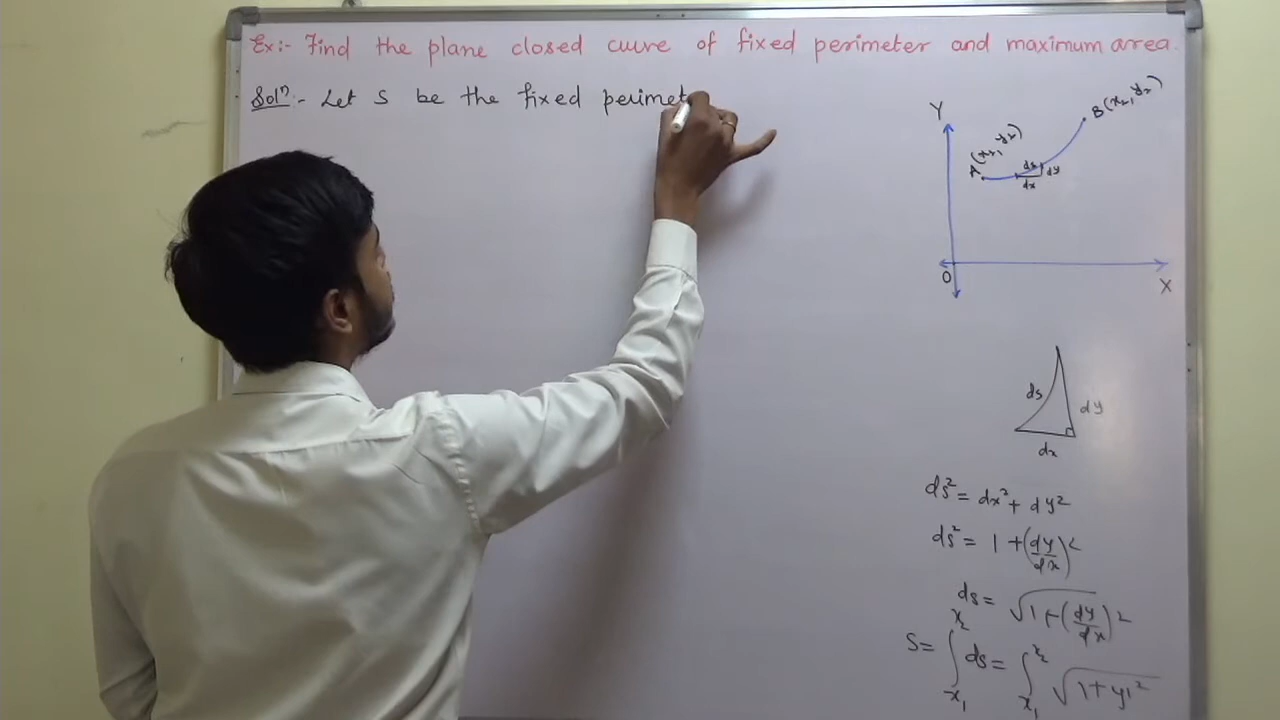 Ex:- Find the plane closed curve of fixed perimeter and maximum area.
Soln:- Let S be the fixed perimet
Y
B(x2, y2)
A
ds
dy
dx
O
X
ds
dy
dx
ds² = dx² + dy²
ds² = 1 + (dy/dx)²
ds = √1 + (dy/dx)²
S = ∫x1x2 ds = ∫x1x2 √1 + y1²